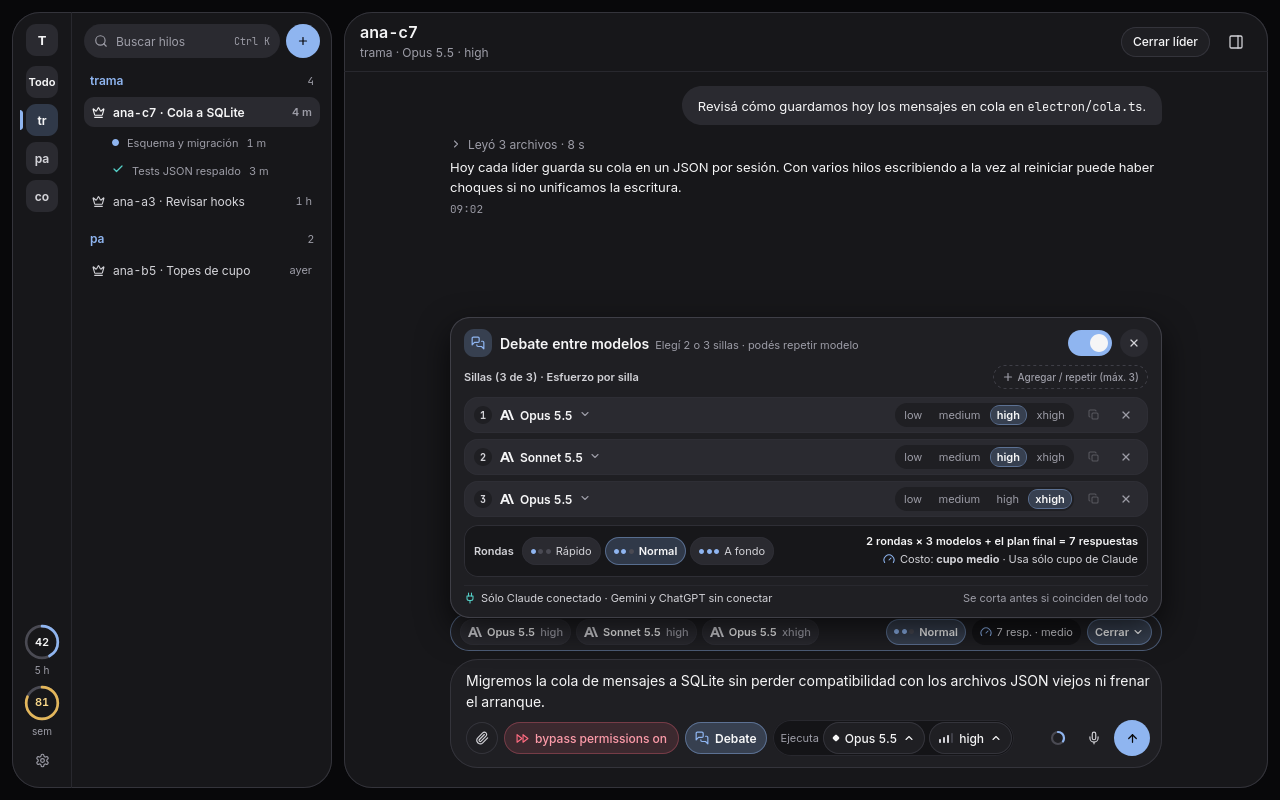 T
Todo
tr
pa
co
42
5 h
81
sem
Buscar hilos Ctrl K
+
trama 4
ana-c7 · Cola a SQLite 4 m
Esquema y migración 1 m
Tests JSON respaldo 3 m
ana-a3 · Revisar hooks 1 h
pa 2
ana-b5 · Topes de cupo ayer
ana-c7
trama · Opus 5.5 · high
Cerrar líder
Revisá cómo guardamos hoy los mensajes en cola en electron/cola.ts.
Leyó 3 archivos · 8 s
Hoy cada líder guarda su cola en un JSON por sesión. Con varios hilos escribiendo a la vez al reiniciar puede haber
choques si no unificamos la escritura.
09:02
Debate entre modelos Elegí 2 o 3 sillas · podés repetir modelo
Sillas (3 de 3) · Esfuerzo por silla
+ Agregar / repetir (máx. 3)
1 Opus 5.5 low medium high xhigh
2 Sonnet 5.5 low medium high xhigh
3 Opus 5.5 low medium high xhigh
Rondas Rápido Normal A fondo
2 rondas × 3 modelos + el plan final = 7 respuestas
Costo: cupo medio · Usa sólo cupo de Claude
Sólo Claude conectado · Gemini y ChatGPT sin conectar
Se corta antes si coinciden del todo
Opus 5.5 high Sonnet 5.5 high Opus 5.5 xhigh Normal 7 resp. · medio Cerrar
Migremos la cola de mensajes a SQLite sin perder compatibilidad con los archivos JSON viejos ni frenar
el arranque.
bypass permissions on Debate Ejecuta Opus 5.5 high